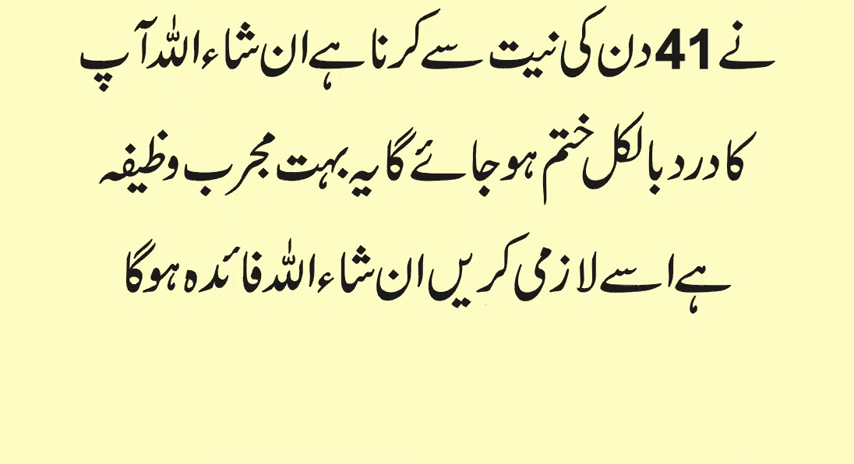 نے 41 دن کی نیت سے کرنا ہے ان شاء اللہ آپ
کا درد بالکل ختم ہو جائے گا یہ بہت مجرب وظیفہ
ہے اسے لازمی کریں ان شاء اللہ فائدہ ہوگا